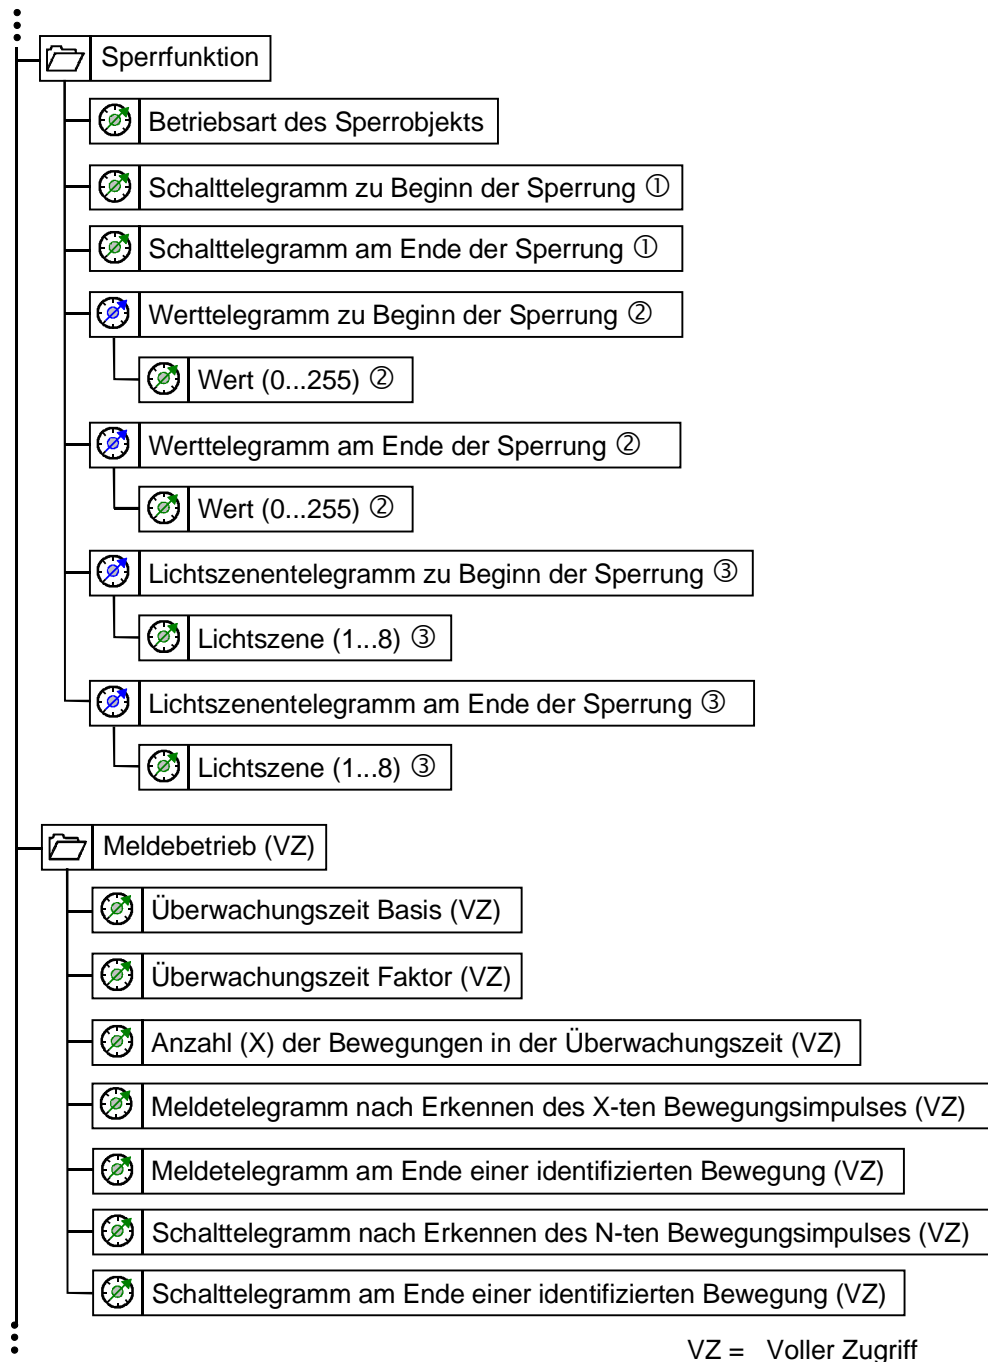 Sperrfunktion
Betriebsart des Sperrobjekts
Schalttelegramm zu Beginn der Sperrung ①
Schalttelegramm am Ende der Sperrung ①
Werttelegramm zu Beginn der Sperrung ②
Wert (0...255) ②
Werttelegramm am Ende der Sperrung ②
Wert (0...255) ②
Lichtszenentelegramm zu Beginn der Sperrung ③
Lichtszene (1...8) ③
Lichtszenentelegramm am Ende der Sperrung ③
Lichtszene (1...8) ③
Meldebetrieb (VZ)
Überwachungszeit Basis (VZ)
Überwachungszeit Faktor (VZ)
Anzahl (X) der Bewegungen in der Überwachungszeit (VZ)
Meldetelegramm nach Erkennen des X-ten Bewegungsimpulses (VZ)
Meldetelegramm am Ende einer identifizierten Bewegung (VZ)
Schalttelegramm nach Erkennen des N-ten Bewegungsimpulses (VZ)
Schalttelegramm am Ende einer identifizierten Bewegung (VZ)
VZ = Voller Zugriff